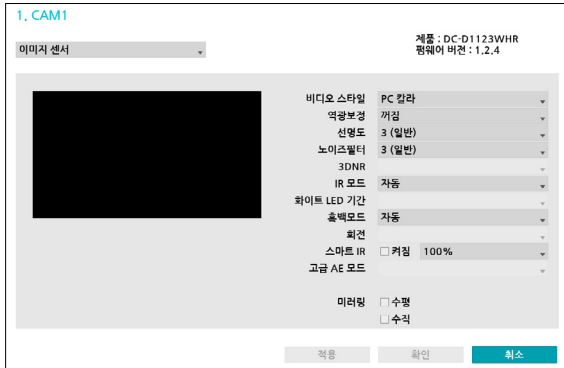 1, CAM1
이미지 센서
제품 : DC-D1123WHR
펌웨어 버전 : 1.2.4
비디오 스타일 PC 칼라
역광보정 꺼짐
선명도 3 (일반)
노이즈필터 3 (일반)
3DNR
IR 모드 자동
화이트 LED 기간
흑백모드 자동
회전
스마트 IR 켜짐 100%
고급 AE 모드
미러링 수평
수직
적용 확인 취소